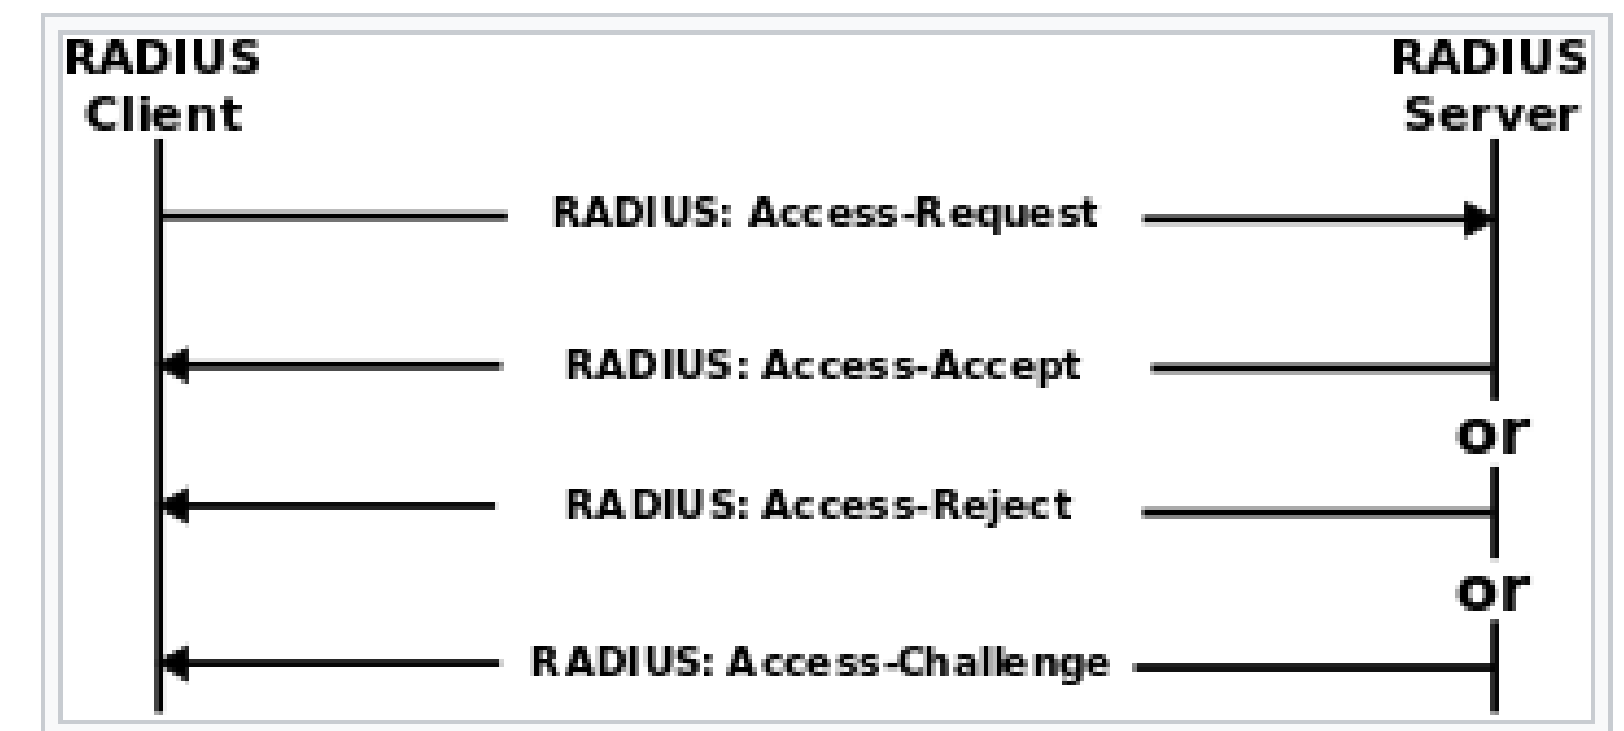 RADIUS
Client
RADIUS
Server
RADIUS: Access-Request
RADIUS: Access-Accept
or
RADIUS: Access-Reject
or
RADIUS: Access-Challenge